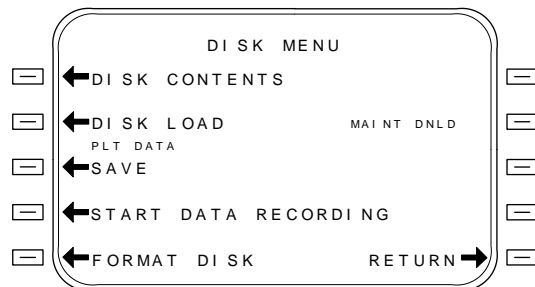 DISK MENU
DISK CONTENTS
DISK LOAD MAINT DNLD
PLT DATA
SAVE
START DATA RECORDING
FORMAT DISK RETURN